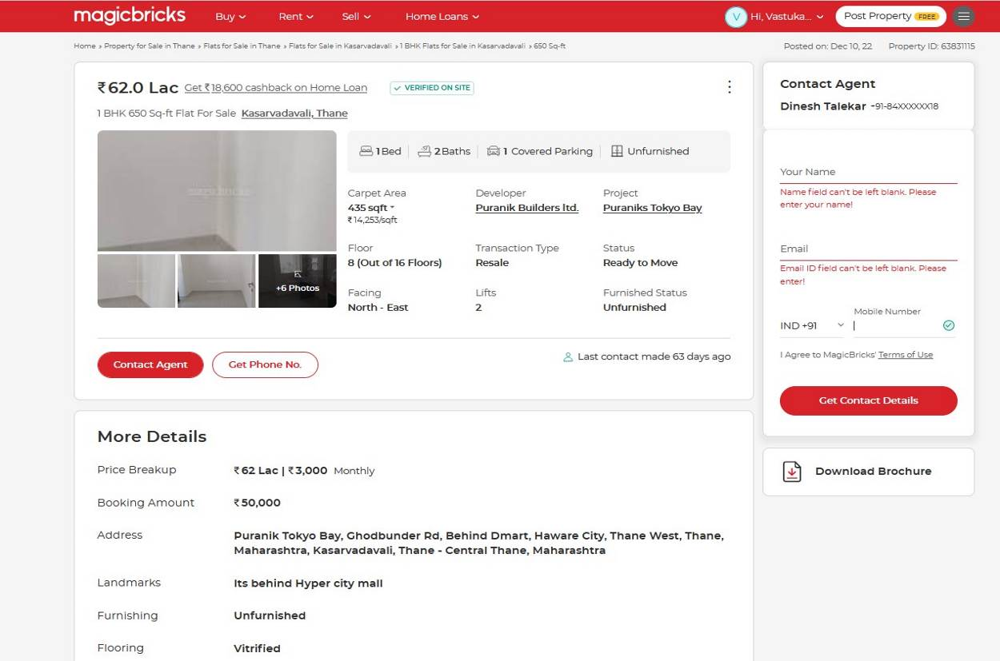 magicbricks Buy Rent Sell Home Loans V Hi, Vastuka... Post Property FREE
Home › Property for Sale in Thane › Flats for Sale in Thane › Flats for Sale in Kasarvadavali › 1 BHK Flats for Sale in Kasarvadavali › 650 Sq-ft Posted on: Dec 10, 22 Property ID: 63831115
₹62.0 Lac Get ₹18,600 cashback on Home Loan VERIFIED ON SITE
1 BHK 650 Sq-ft Flat For Sale Kasarvadavali, Thane
magicbricks
+6 Photos
1 Bed 2 Baths 1 Covered Parking Unfurnished
Carpet Area Developer Project
435 sqft Puranik Builders ltd. Puraniks Tokyo Bay
₹14,253/sqft
Floor Transaction Type Status
8 (Out of 16 Floors) Resale Ready to Move
Facing Lifts Furnished Status
North - East 2 Unfurnished
Contact Agent Get Phone No. Last contact made 63 days ago
More Details
Price Breakup ₹62 Lac | ₹3,000 Monthly
Booking Amount ₹50,000
Address Puranik Tokyo Bay, Ghodbunder Rd, Behind Dmart, Haware City, Thane West, Thane,
Maharashtra, Kasarvadavali, Thane - Central Thane, Maharashtra
Landmarks Its behind Hyper city mall
Furnishing Unfurnished
Flooring Vitrified
Contact Agent
Dinesh Talekar +91-84XXXXXX18
Your Name
Name field can't be left blank. Please
enter your name!
Email
Email ID field can't be left blank. Please
enter!
Mobile Number
IND +91
I Agree to MagicBricks' Terms of Use
Get Contact Details
Download Brochure